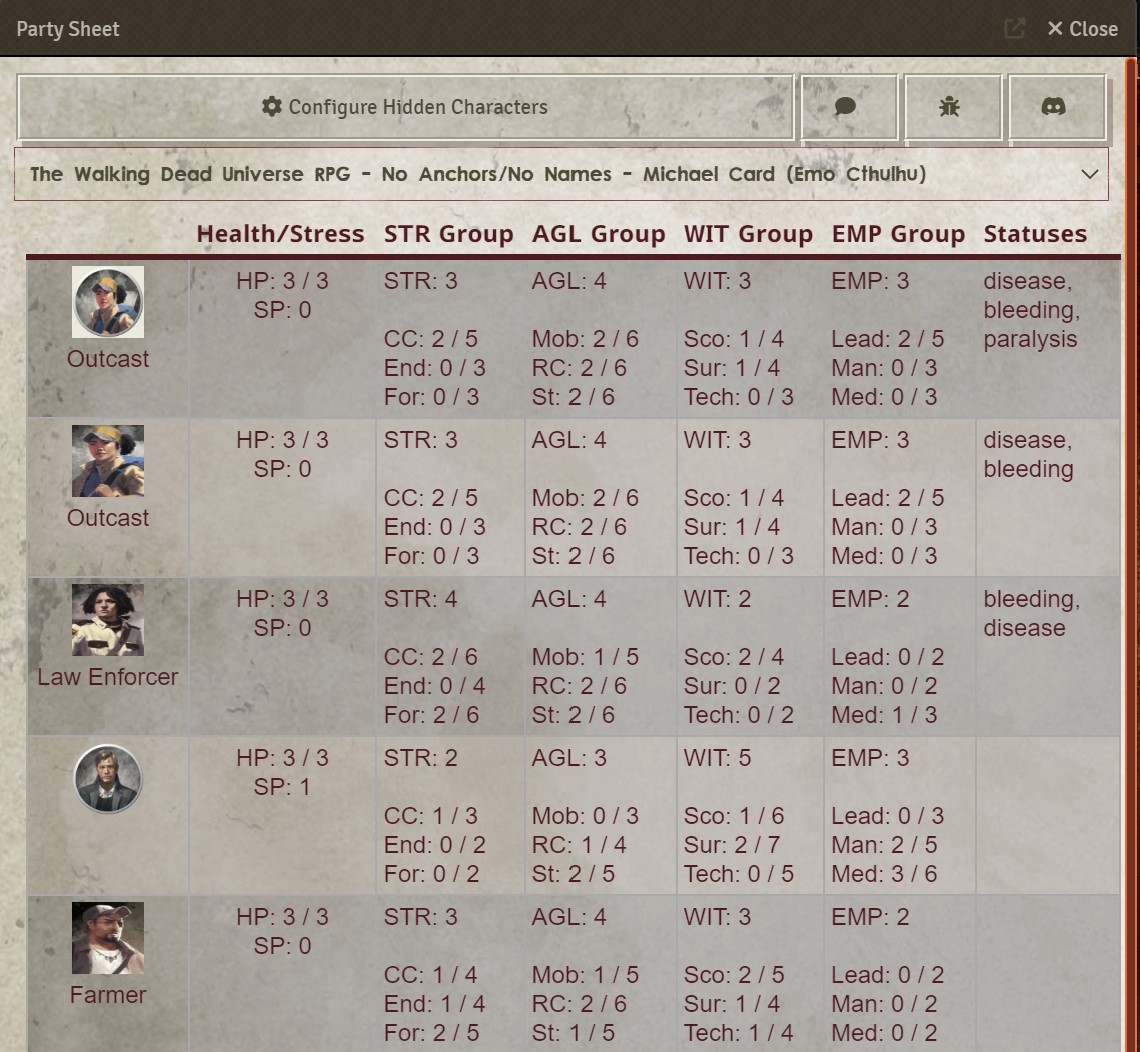 Party Sheet
Close
Configure Hidden Characters
The Walking Dead Universe RPG - No Anchors/No Names - Michael Card (Emo Cthulhu)
Health/Stress STR Group AGL Group WIT Group EMP Group Statuses
HP: 3 / 3 STR: 3 AGL: 4 WIT: 3 EMP: 3 disease,
SP: 0 bleeding,
CC: 2 / 5 Mob: 2 / 6 Sco: 1 / 4 Lead: 2 / 5 paralysis
Outcast End: 0 / 3 RC: 2 / 6 Sur: 1 / 4 Man: 0 / 3
For: 0 / 3 St: 2 / 6 Tech: 0 / 3 Med: 0 / 3
HP: 3 / 3 STR: 3 AGL: 4 WIT: 3 EMP: 3 disease,
SP: 0 bleeding
CC: 2 / 5 Mob: 2 / 6 Sco: 1 / 4 Lead: 2 / 5
Outcast End: 0 / 3 RC: 2 / 6 Sur: 1 / 4 Man: 0 / 3
For: 0 / 3 St: 2 / 6 Tech: 0 / 3 Med: 0 / 3
HP: 3 / 3 STR: 4 AGL: 4 WIT: 2 EMP: 2 bleeding,
SP: 0 disease
CC: 2 / 6 Mob: 1 / 5 Sco: 2 / 4 Lead: 0 / 2
Law Enforcer End: 0 / 4 RC: 2 / 6 Sur: 0 / 2 Man: 0 / 2
For: 2 / 6 St: 2 / 6 Tech: 0 / 2 Med: 1 / 3
HP: 3 / 3 STR: 2 AGL: 3 WIT: 5 EMP: 3
SP: 1
CC: 1 / 3 Mob: 0 / 3 Sco: 1 / 6 Lead: 0 / 3
End: 0 / 2 RC: 1 / 4 Sur: 2 / 7 Man: 2 / 5
For: 0 / 2 St: 2 / 5 Tech: 0 / 5 Med: 3 / 6
HP: 3 / 3 STR: 3 AGL: 4 WIT: 3 EMP: 2
SP: 0
CC: 1 / 4 Mob: 1 / 5 Sco: 2 / 5 Lead: 0 / 2
Farmer End: 1 / 4 RC: 2 / 6 Sur: 1 / 4 Man: 0 / 2
For: 2 / 5 St: 1 / 5 Tech: 1 / 4 Med: 0 / 2